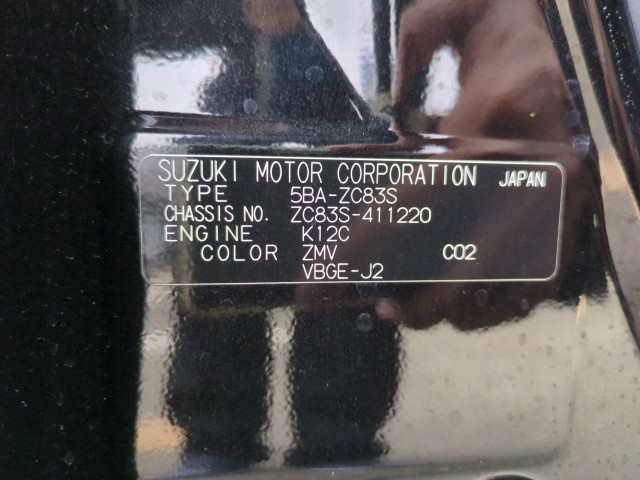 SUZUKI MOTOR CORPORATION JAPAN
TYPE 5BA-ZC83S
CHASSIS NO. ZC83S-411220
ENGINE K12C
COLOR ZMV C02
VBGE-J2